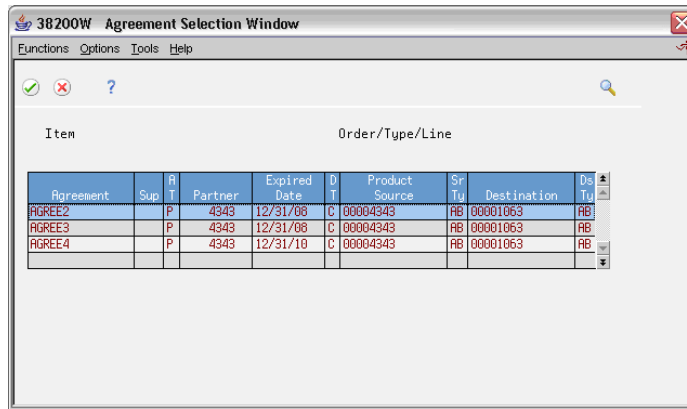 38200W Agreement Selection Window
Functions Options Tools Help
?
Item Order/Type/Line
Agreement Sup A T Partner Expired Date D T Product Source Sr Ty Destination Ds Ty
AGREE2 P 4343 12/31/08 C 00004343 AB 00001063 AB
AGREE3 P 4343 12/31/08 C 00004343 AB 00001063 AB
AGREE4 P 4343 12/31/10 C 00004343 AB 00001063 AB